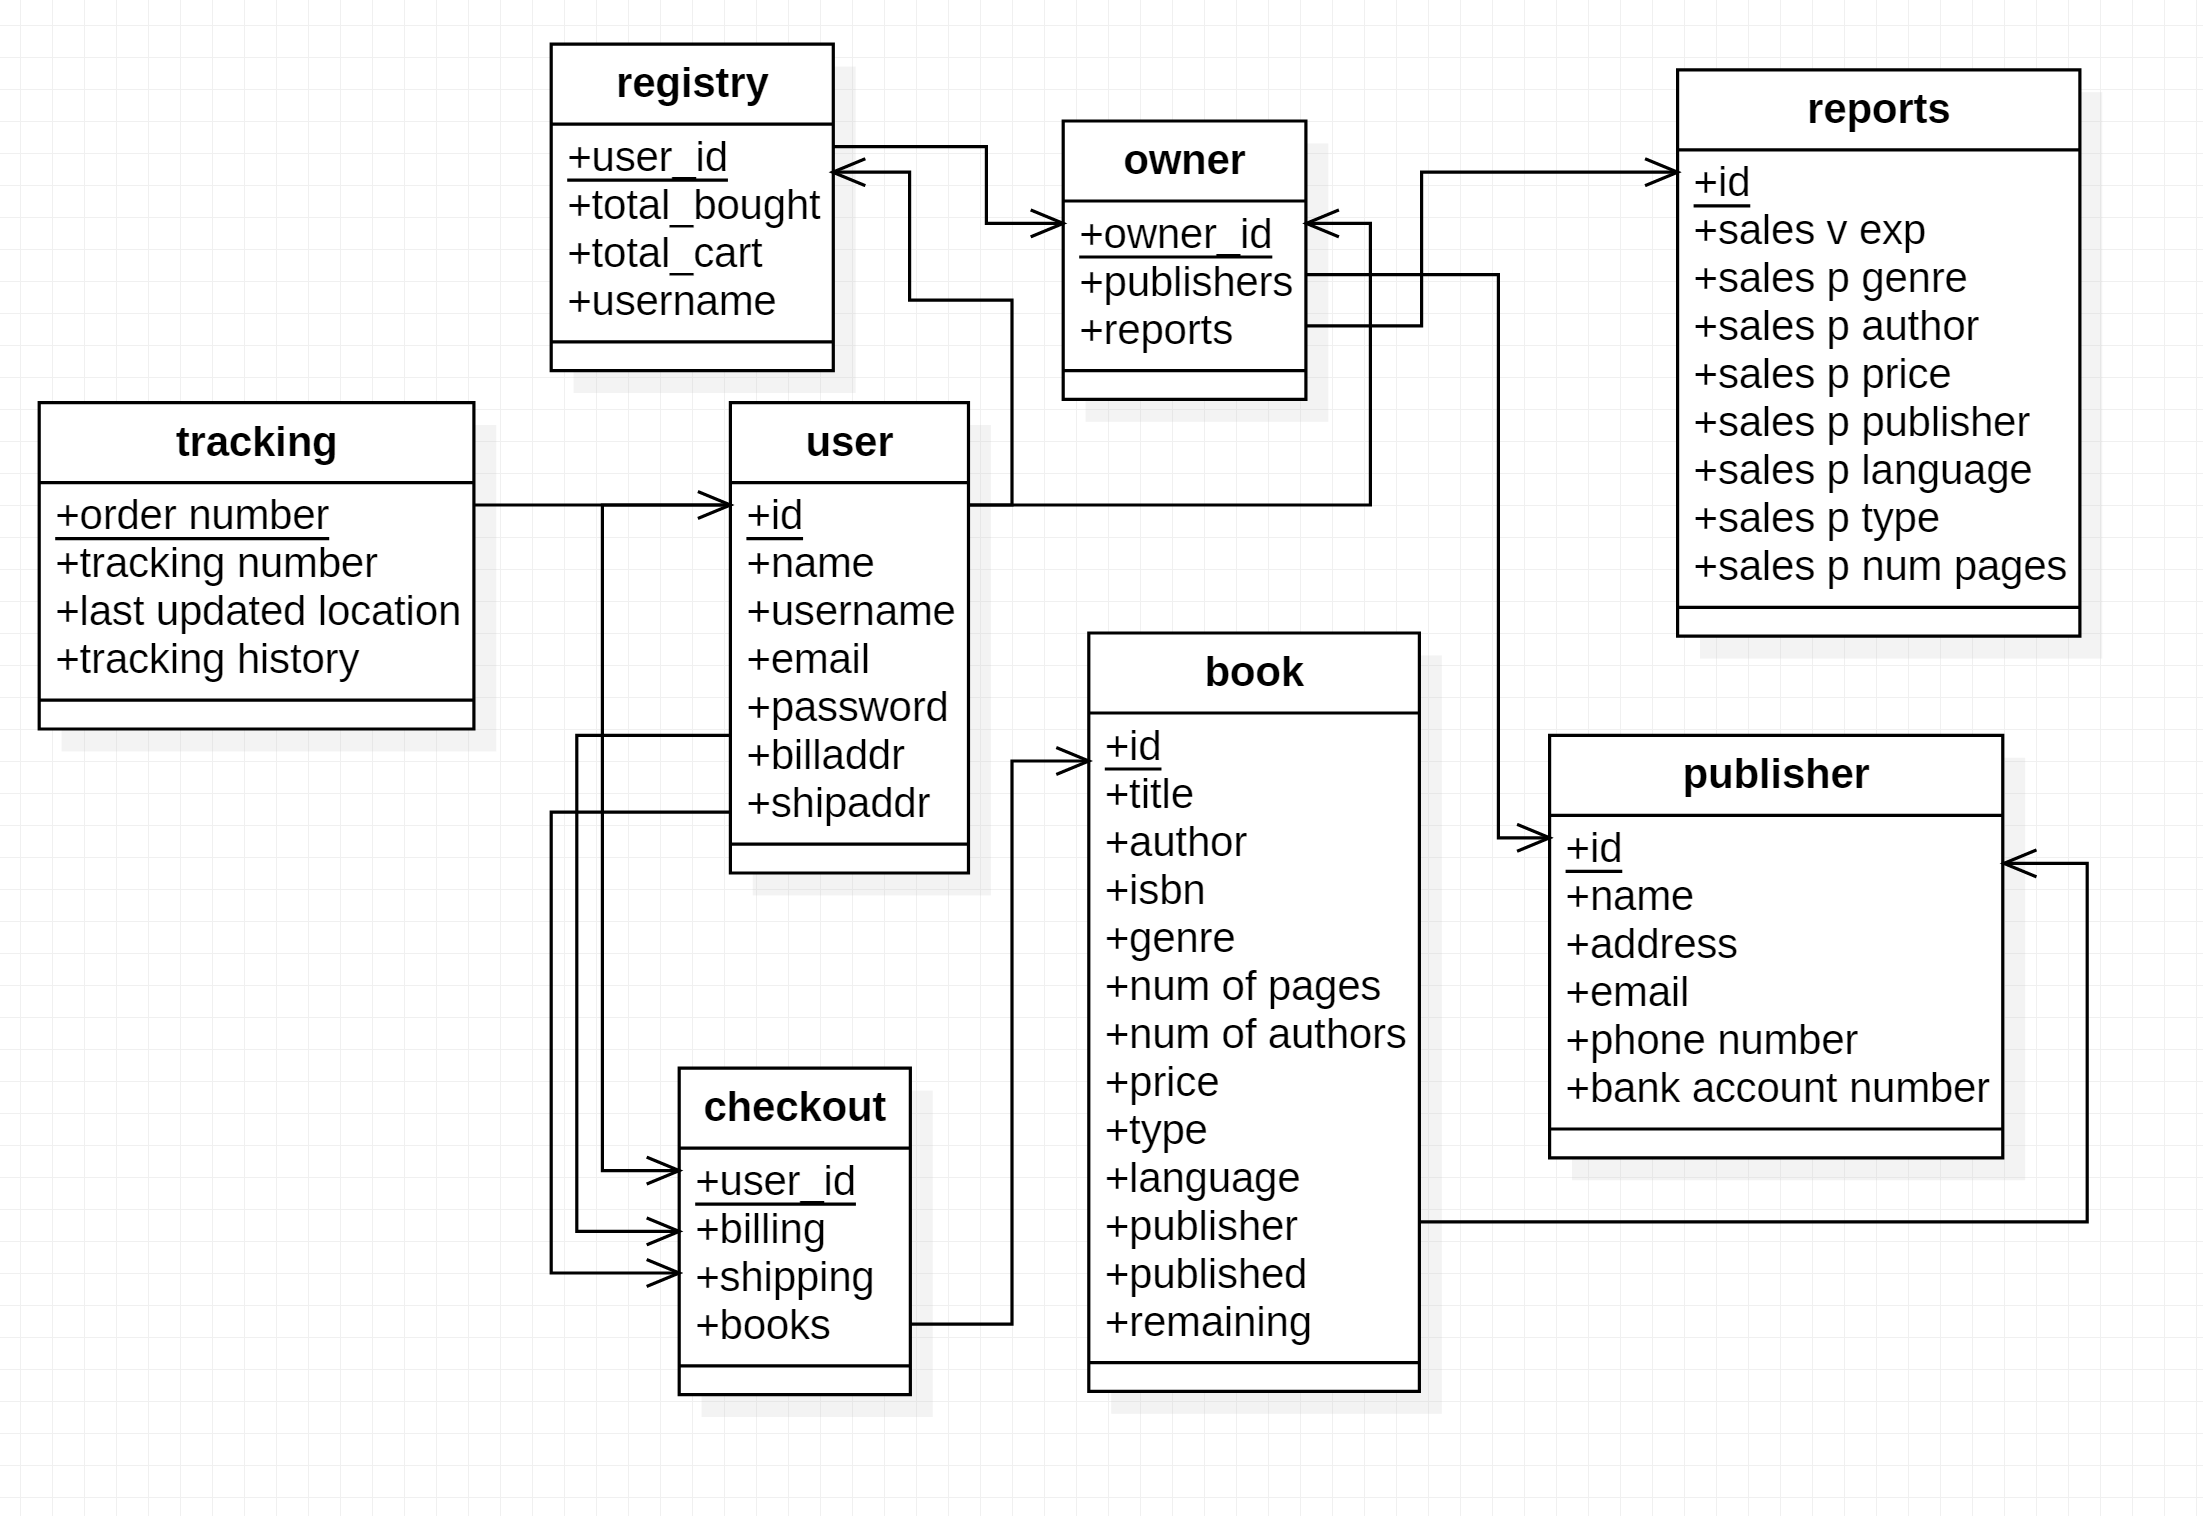 registry
+user_id
+total_bought
+total_cart
+username
owner
+owner_id
+publishers
+reports
reports
+id
+sales v exp
+sales p genre
+sales p author
+sales p price
+sales p publisher
+sales p language
+sales p type
+sales p num pages
tracking
+order number
+tracking number
+last updated location
+tracking history
user
+id
+name
+username
+email
+password
+billaddr
+shipaddr
book
+id
+title
+author
+isbn
+genre
+num of pages
+num of authors
+price
+type
+language
+publisher
+published
+remaining
publisher
+id
+name
+address
+email
+phone number
+bank account number
checkout
+user_id
+billing
+shipping
+books